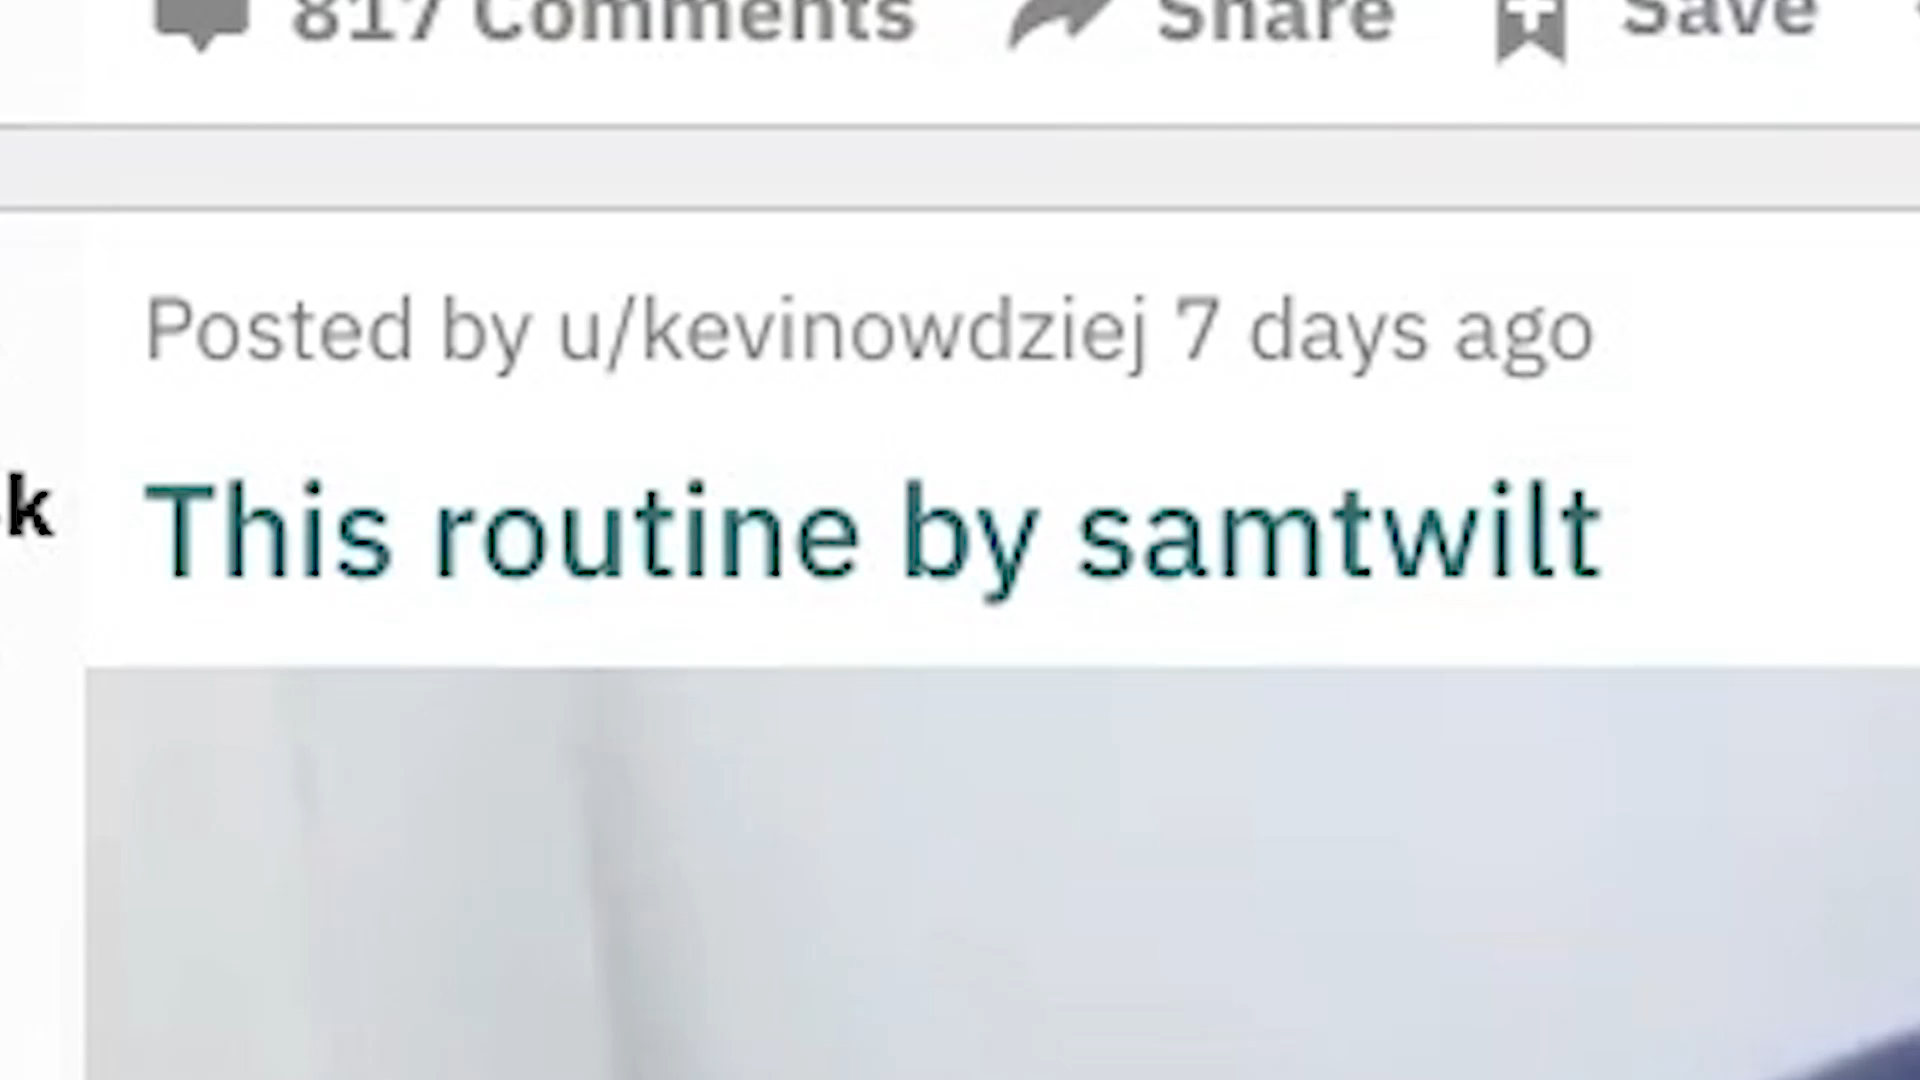 817 Comments Share Save
Posted by u/kevinowdziej 7 days ago
k
This routine by samtwilt